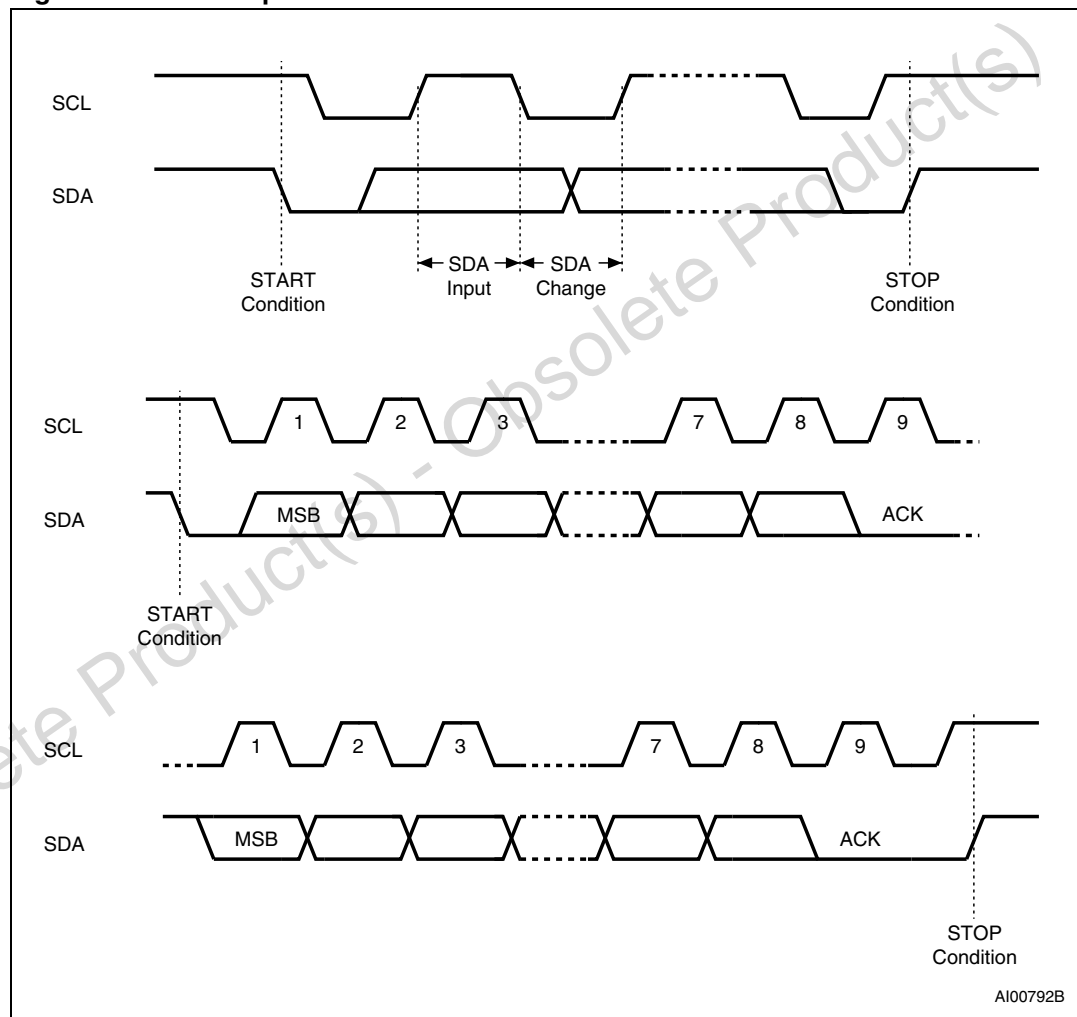 SCL
SDA
SDA
Input
SDA
Change
START
Condition
STOP
Condition
SCL
1 2 3 7 8 9
SDA
MSB ACK
START
Condition
SCL
1 2 3 7 8 9
SDA
MSB ACK
STOP
Condition
AI00792B
Obsolete Product(s) - Obsolete Product(s)